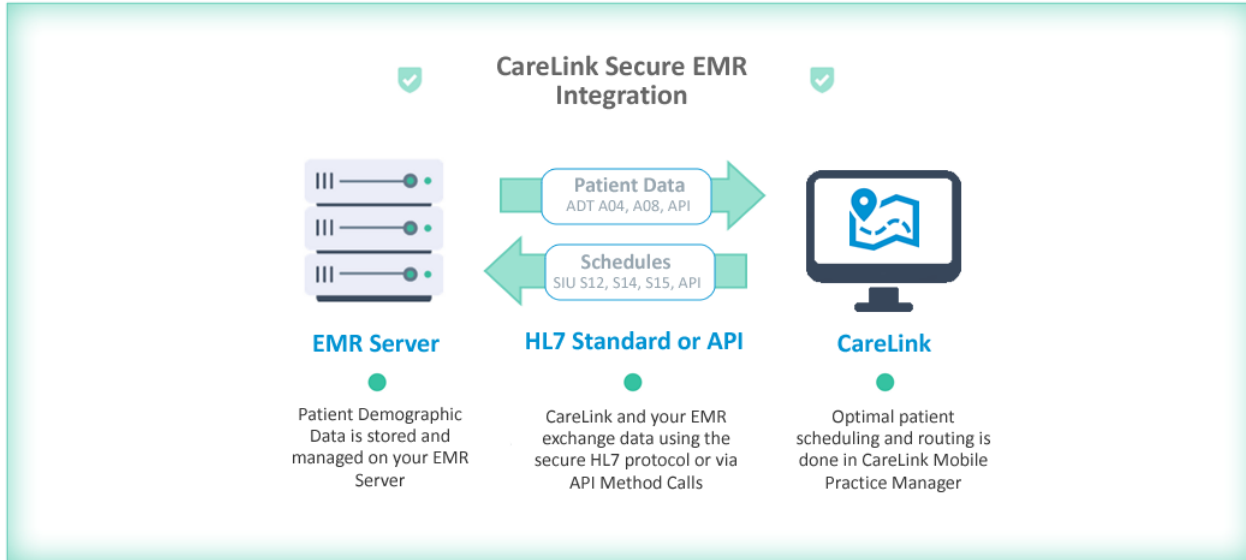 CareLink Secure EMR
Integration
Patient Data
ADT A04, A08, API
Schedules
SIU S12, S14, S15, API
EMR Server
HL7 Standard or API
CareLink
Patient Demographic
Data is stored and
managed on your EMR
Server
CareLink and your EMR
exchange data using the
secure HL7 protocol or via
API Method Calls
Optimal patient
scheduling and routing is
done in CareLink Mobile
Practice Manager